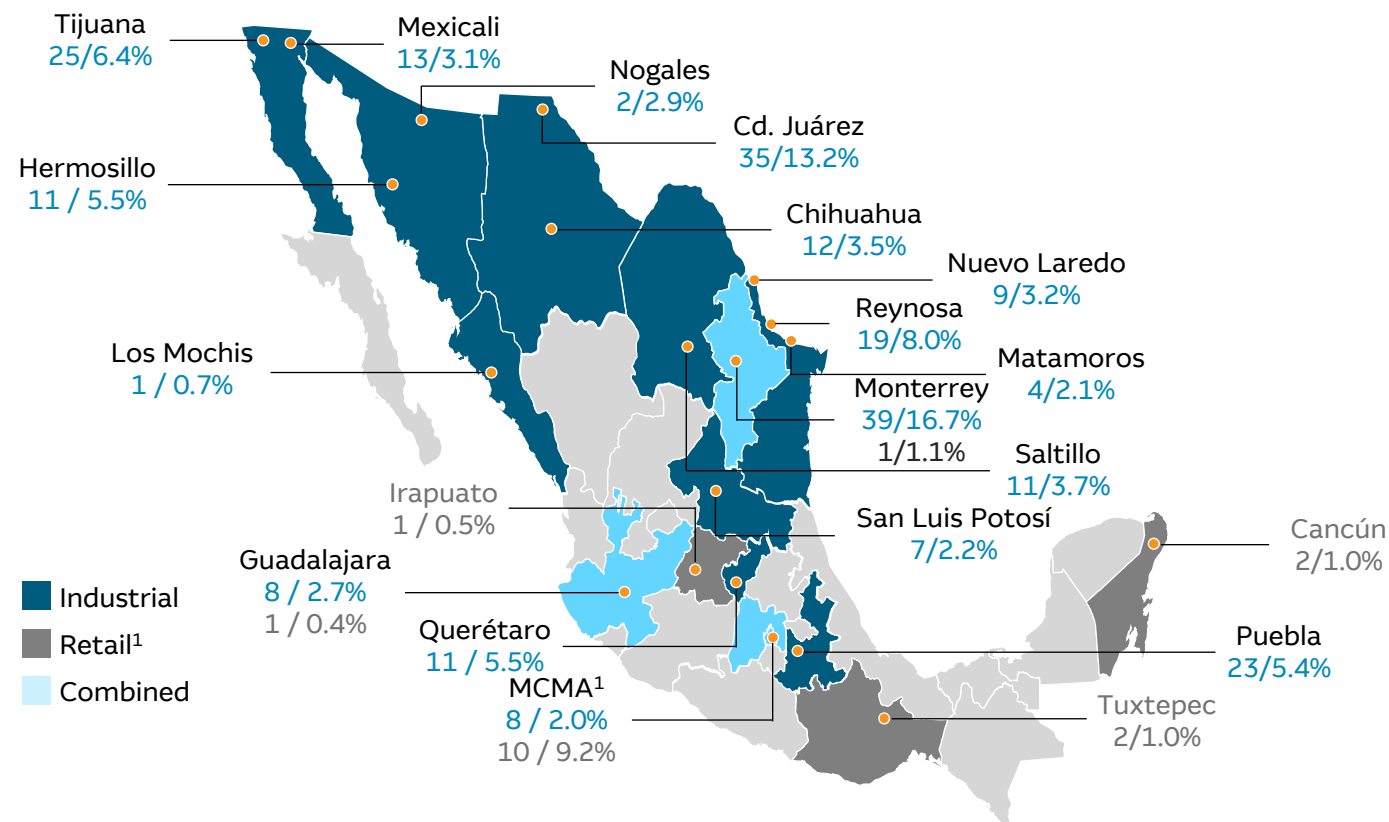 Tijuana
25/6.4%
Mexicali
13/3.1%
Nogales
2/2.9%
Cd. Juárez
35/13.2%
Hermosillo
11 / 5.5%
Chihuahua
12/3.5%
Nuevo Laredo
9/3.2%
Reynosa
19/8.0%
Los Mochis
1 / 0.7%
Matamoros
4/2.1%
Monterrey
39/16.7%
1/1.1%
Saltillo
11/3.7%
Irapuato
1 / 0.5%
San Luis Potosí
7/2.2%
Cancún
2/1.0%
Guadalajara
8 / 2.7%
1 / 0.4%
Industrial
Retail¹
Combined
Querétaro
11 / 5.5%
Puebla
23/5.4%
MCMA¹
8 / 2.0%
10 / 9.2%
Tuxtepec
2/1.0%